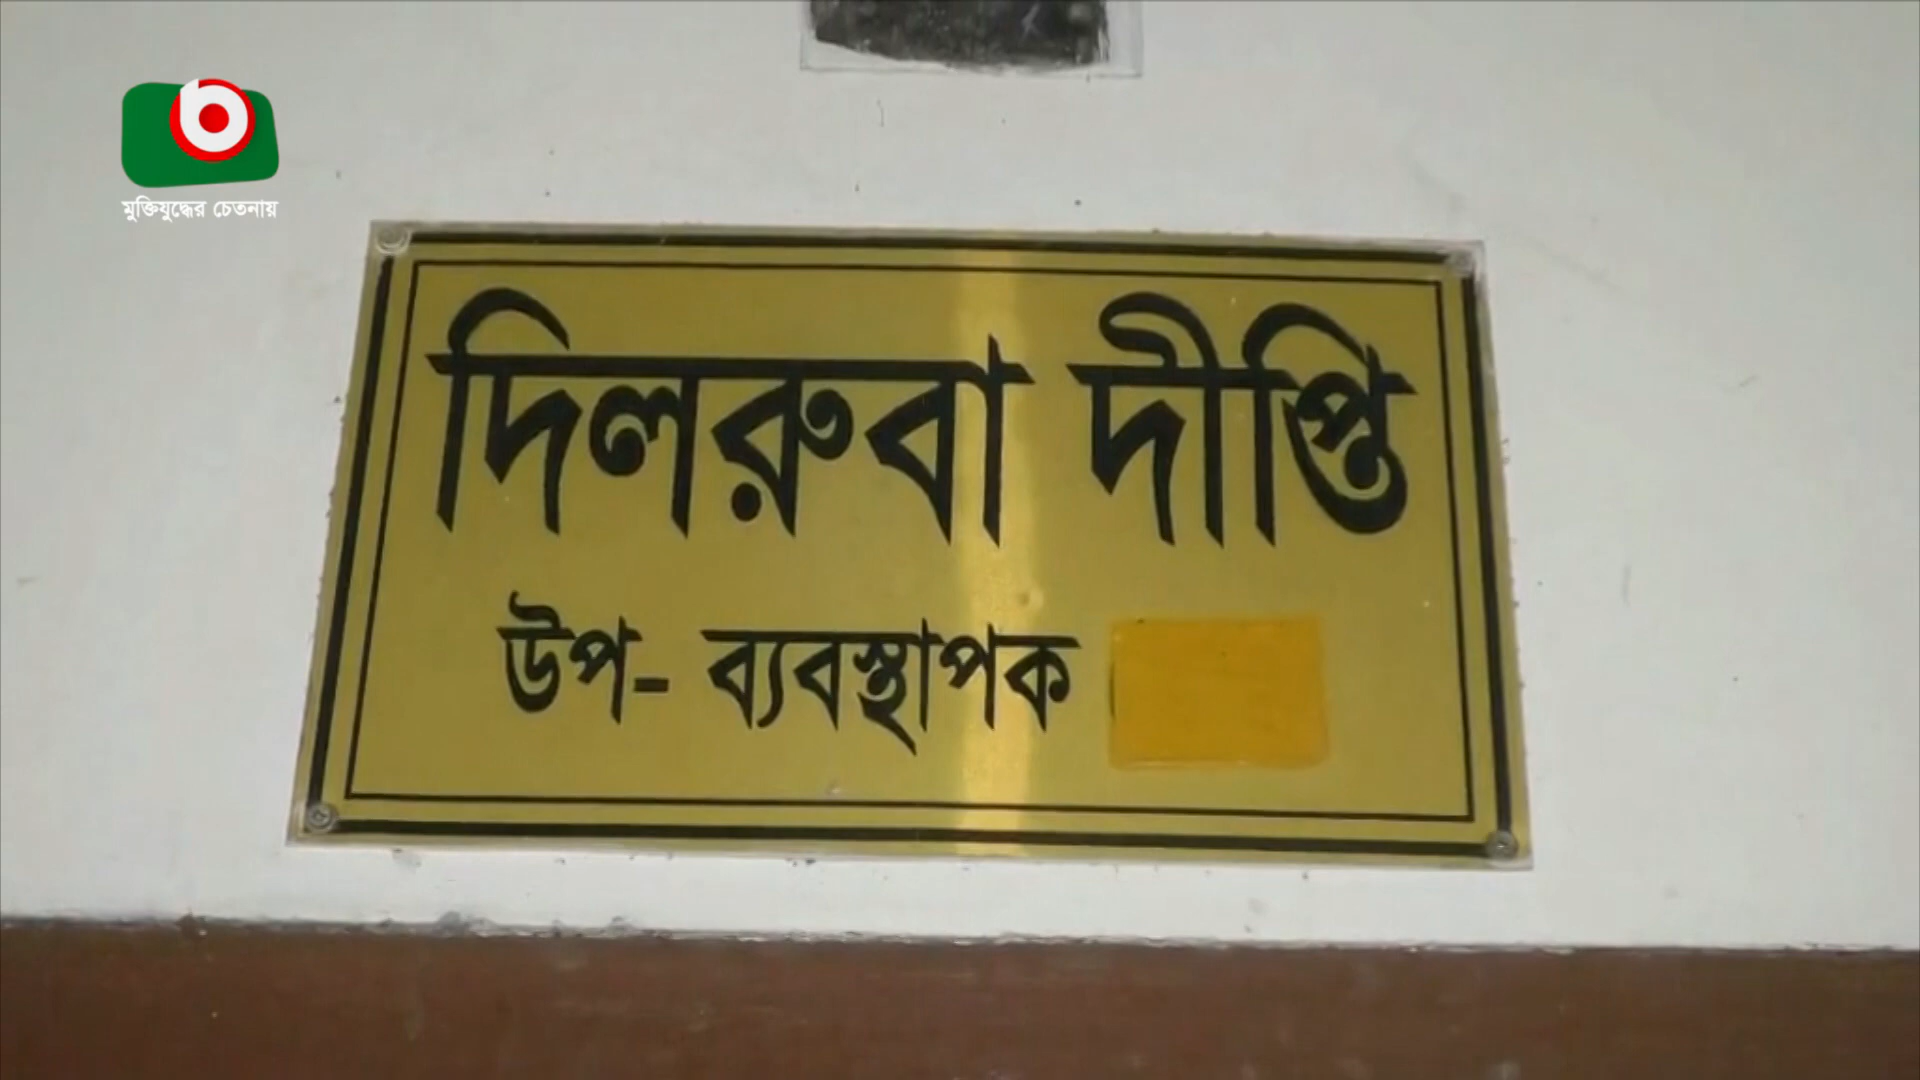 মুক্তিযুদ্ধের চেতনায়
দিলরুবা দীপ্তি
উপ- ব্যবস্থাপক